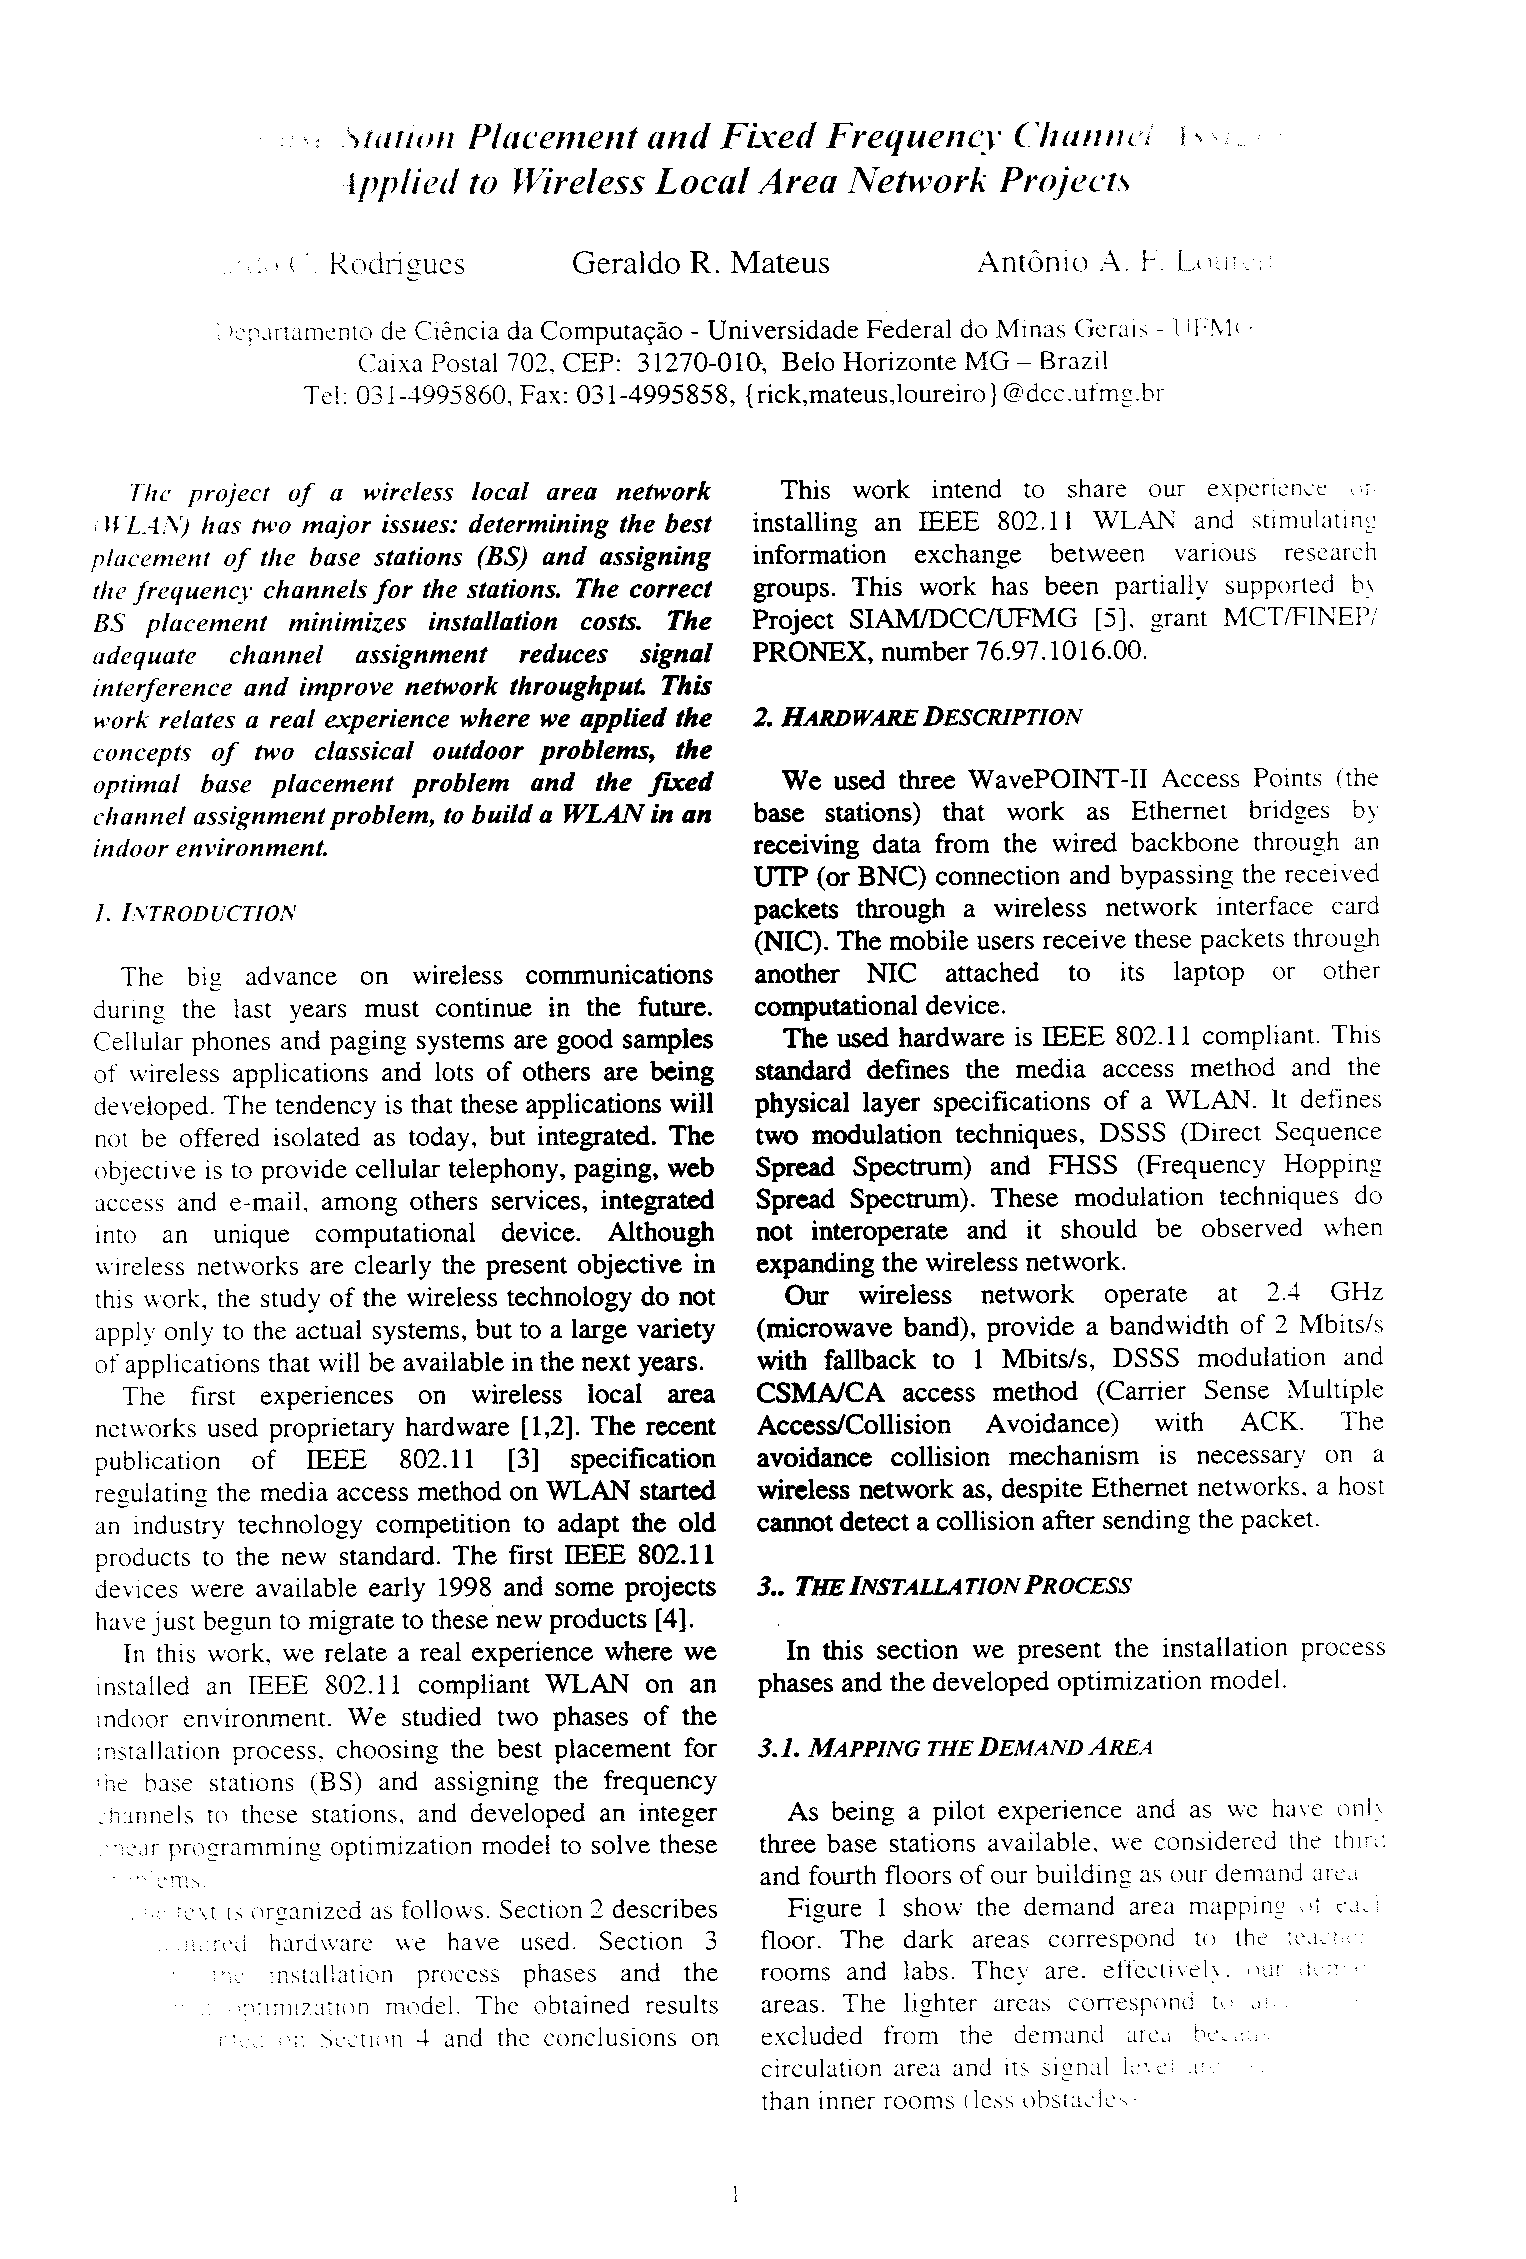 Station Placement and Fixed Frequency Channel
Applied to Wireless Local Area Network Projects
C. Rodrigues Geraldo R. Mateus Antônio A. F.
Departamento de Ciência da Computação - Universidade Federal do Minas Gerais - UFMG
Caixa Postal 702, CEP: 31270-010, Belo Horizonte MG – Brazil
Tel: 031-4995860, Fax: 031-4995858, {rick,mateus,loureiro}@dcc.ufmg.br
The project of a wireless local area network
(WLAN) has two major issues: determining the best
placement of the base stations (BS) and assigning
the frequency channels for the stations. The correct
BS placement minimizes installation costs. The
adequate channel assignment reduces signal
interference and improve network throughput. This
work relates a real experience where we applied the
concepts of two classical outdoor problems, the
optimal base placement problem and the fixed
channel assignment problem, to build a WLAN in an
indoor environment.
1. INTRODUCTION
The big advance on wireless communications
during the last years must continue in the future.
Cellular phones and paging systems are good samples
of wireless applications and lots of others are being
developed. The tendency is that these applications will
not be offered isolated as today, but integrated. The
objective is to provide cellular telephony, paging, web
access and e-mail, among others services, integrated
into an unique computational device. Although
wireless networks are clearly the present objective in
this work, the study of the wireless technology do not
apply only to the actual systems, but to a large variety
of applications that will be available in the next years.
The first experiences on wireless local area
networks used proprietary hardware [1,2]. The recent
publication of IEEE 802.11 [3] specification
regulating the media access method on WLAN started
an industry technology competition to adapt the old
products to the new standard. The first IEEE 802.11
devices were available early 1998 and some projects
have just begun to migrate to these new products [4].
In this work, we relate a real experience where we
installed an IEEE 802.11 compliant WLAN on an
indoor environment. We studied two phases of the
installation process, choosing the best placement for
the base stations (BS) and assigning the frequency
channels to these stations, and developed an integer
linear programming optimization model to solve these
text is organized as follows. Section 2 describes
hardware we have used. Section 3
the installation process phases and the
optimization model. The obtained results
on Section 4 and the conclusions on
This work intend to share our experience on
installing an IEEE 802.11 WLAN and stimulating
information exchange between various research
groups. This work has been partially supported by
Project SIAM/DCC/UFMG [5], grant MCT/FINEP/
PRONEX, number 76.97.1016.00.
2. HARDWARE DESCRIPTION
We used three WavePOINT-II Access Points (the
base stations) that work as Ethernet bridges by
receiving data from the wired backbone through an
UTP (or BNC) connection and bypassing the received
packets through a wireless network interface card
(NIC). The mobile users receive these packets through
another NIC attached to its laptop or other
computational device.
The used hardware is IEEE 802.11 compliant. This
standard defines the media access method and the
physical layer specifications of a WLAN. It defines
two modulation techniques, DSSS (Direct Sequence
Spread Spectrum) and FHSS (Frequency Hopping
Spread Spectrum). These modulation techniques do
not interoperate and it should be observed when
expanding the wireless network.
Our wireless network operate at 2.4 GHz
(microwave band), provide a bandwidth of 2 Mbits/s
with fallback to 1 Mbits/s, DSSS modulation and
CSMA/CA access method (Carrier Sense Multiple
Access/Collision Avoidance) with ACK. The
avoidance collision mechanism is necessary on a
wireless network as, despite Ethernet networks, a host
cannot detect a collision after sending the packet.
3.. THE INSTALLATION PROCESS
In this section we present the installation process
phases and the developed optimization model.
3.1. MAPPING THE DEMAND AREA
As being a pilot experience and as we have only
three base stations available, we considered the third
and fourth floors of our building as our demand area
Figure 1 show the demand area mapping of each
floor. The dark areas correspond to the
rooms and labs. They are, effectively, our
areas. The lighter areas correspond to
excluded from the demand area
circulation area and its signal level
than inner rooms (less obstacles
1